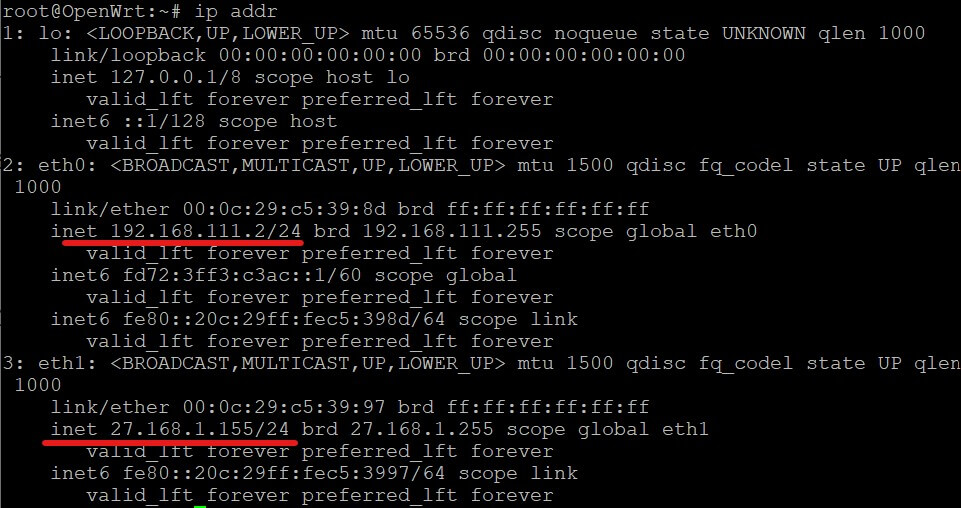 root@OpenWrt:~# ip addr
1: lo: <LOOPBACK,UP,LOWER_UP> mtu 65536 qdisc noqueue state UNKNOWN qlen 1000
    link/loopback 00:00:00:00:00:00 brd 00:00:00:00:00:00
    inet 127.0.0.1/8 scope host lo
       valid_lft forever preferred_lft forever
    inet6 ::1/128 scope host
       valid_lft forever preferred_lft forever
2: eth0: <BROADCAST,MULTICAST,UP,LOWER_UP> mtu 1500 qdisc fq_codel state UP qlen
 1000
    link/ether 00:0c:29:c5:39:8d brd ff:ff:ff:ff:ff:ff
    inet 192.168.111.2/24 brd 192.168.111.255 scope global eth0
       valid_lft forever preferred_lft forever
    inet6 fd72:3ff3:c3ac::1/60 scope global
       valid_lft forever preferred_lft forever
    inet6 fe80::20c:29ff:fec5:398d/64 scope link
       valid_lft forever preferred_lft forever
3: eth1: <BROADCAST,MULTICAST,UP,LOWER_UP> mtu 1500 qdisc fq_codel state UP qlen
 1000
    link/ether 00:0c:29:c5:39:97 brd ff:ff:ff:ff:ff:ff
    inet 27.168.1.155/24 brd 27.168.1.255 scope global eth1
       valid_lft forever preferred_lft forever
    inet6 fe80::20c:29ff:fec5:3997/64 scope link
       valid_lft forever preferred_lft forever